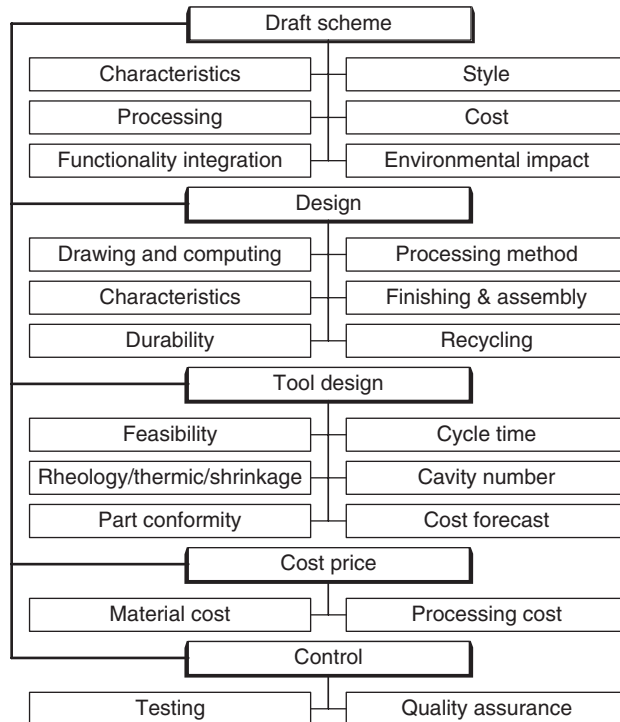 Draft scheme
Characteristics
Style
Processing
Cost
Functionality integration
Environmental impact
Design
Drawing and computing
Processing method
Characteristics
Finishing & assembly
Durability
Recycling
Tool design
Feasibility
Cycle time
Rheology/thermic/shrinkage
Cavity number
Part conformity
Cost forecast
Cost price
Material cost
Processing cost
Control
Testing
Quality assurance